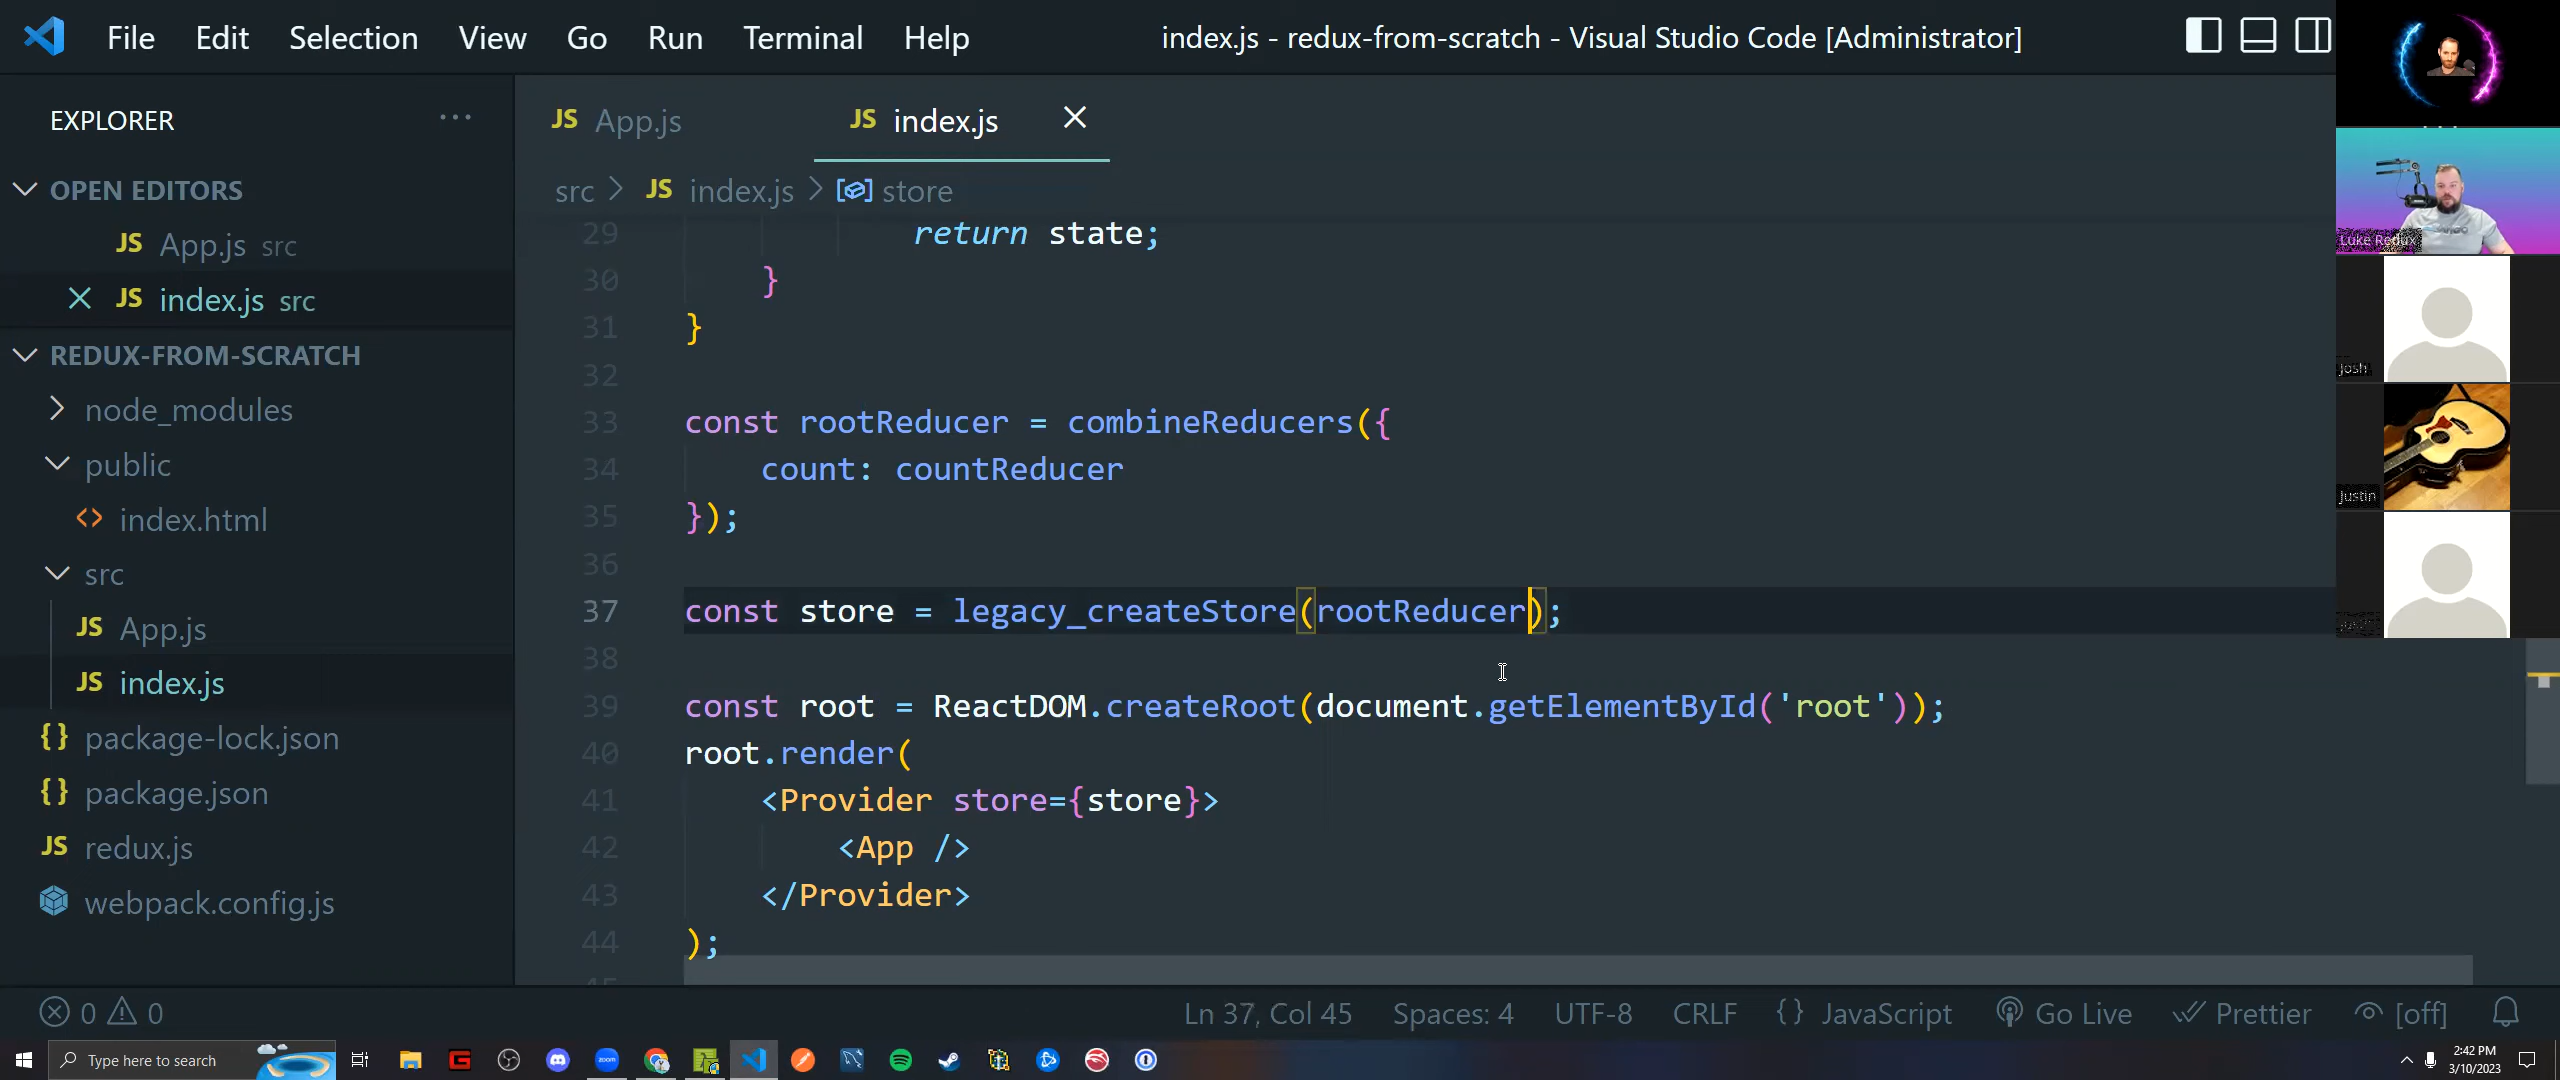 File Edit Selection View Go Run Terminal Help
index.js - redux-from-scratch - Visual Studio Code [Administrator]
EXPLORER
OPEN EDITORS
JS App.js src
JS index.js src
REDUX-FROM-SCRATCH
node_modules
public
index.html
src
JS App.js
JS index.js
{} package-lock.json
{} package.json
JS redux.js
webpack.config.js
JS App.js
JS index.js
src > JS index.js > store
29 return state;
30 }
31 }
32
33 const rootReducer = combineReducers({
34 count: countReducer
35 });
36
37 const store = legacy_createStore(rootReducer);
38
39 const root = ReactDOM.createRoot(document.getElementById('root'));
40 root.render(
41 <Provider store={store}>
42 <App />
43 </Provider>
44 );
Luke Redux
Josh
Justin
0 0
Ln 37, Col 45 Spaces: 4 UTF-8 CRLF {} JavaScript Go Live Prettier [off]
Type here to search
zoom
2:42 PM
3/10/2023